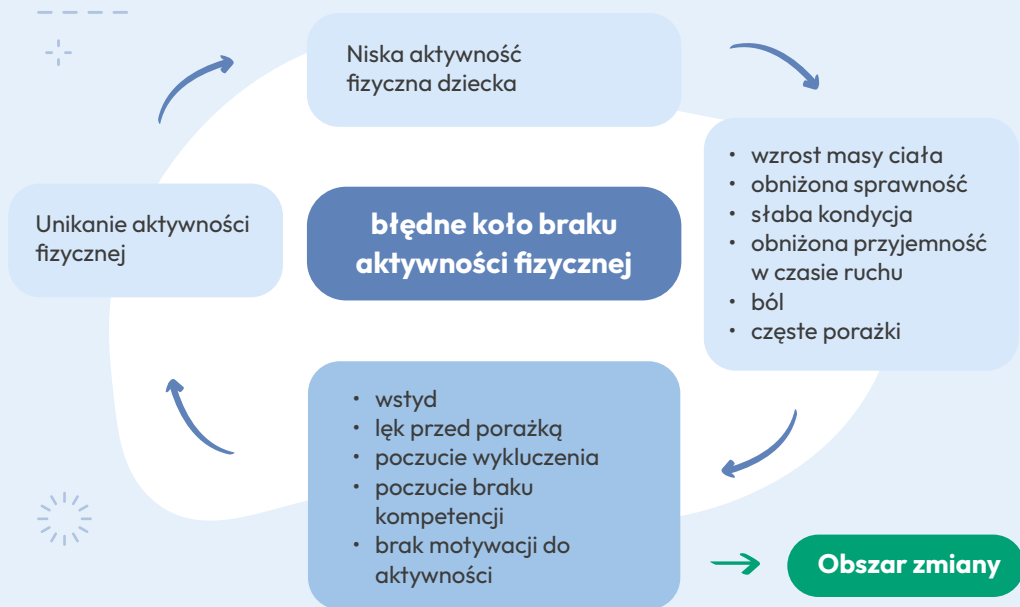 Niska aktywność
fizyczna dziecka
• wzrost masy ciała
• obniżona sprawność
• słaba kondycja
• obniżona przyjemność
w czasie ruchu
• ból
• częste porażki
Unikanie aktywności
fizycznej
błędne koło braku
aktywności fizycznej
• wstyd
• lęk przed porażką
• poczucie wykluczenia
• poczucie braku
kompetencji
• brak motywacji do
aktywności
Obszar zmiany